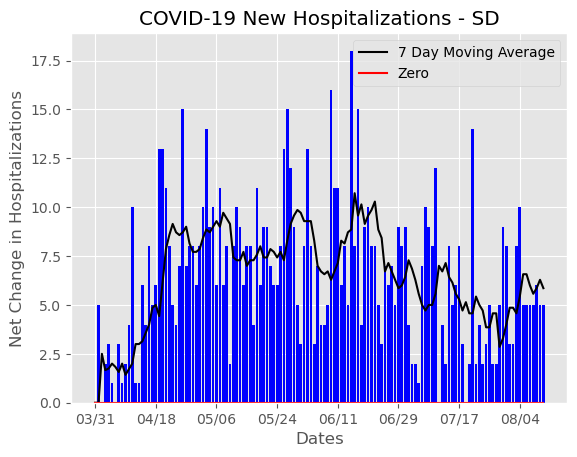 COVID-19 New Hospitalizations - SD
7 Day Moving Average
Zero
Net Change in Hospitalizations
17.5
15.0
12.5
10.0
7.5
5.0
2.5
0.0
03/31 04/18 05/06 05/24 06/11 06/29 07/17 08/04
Dates